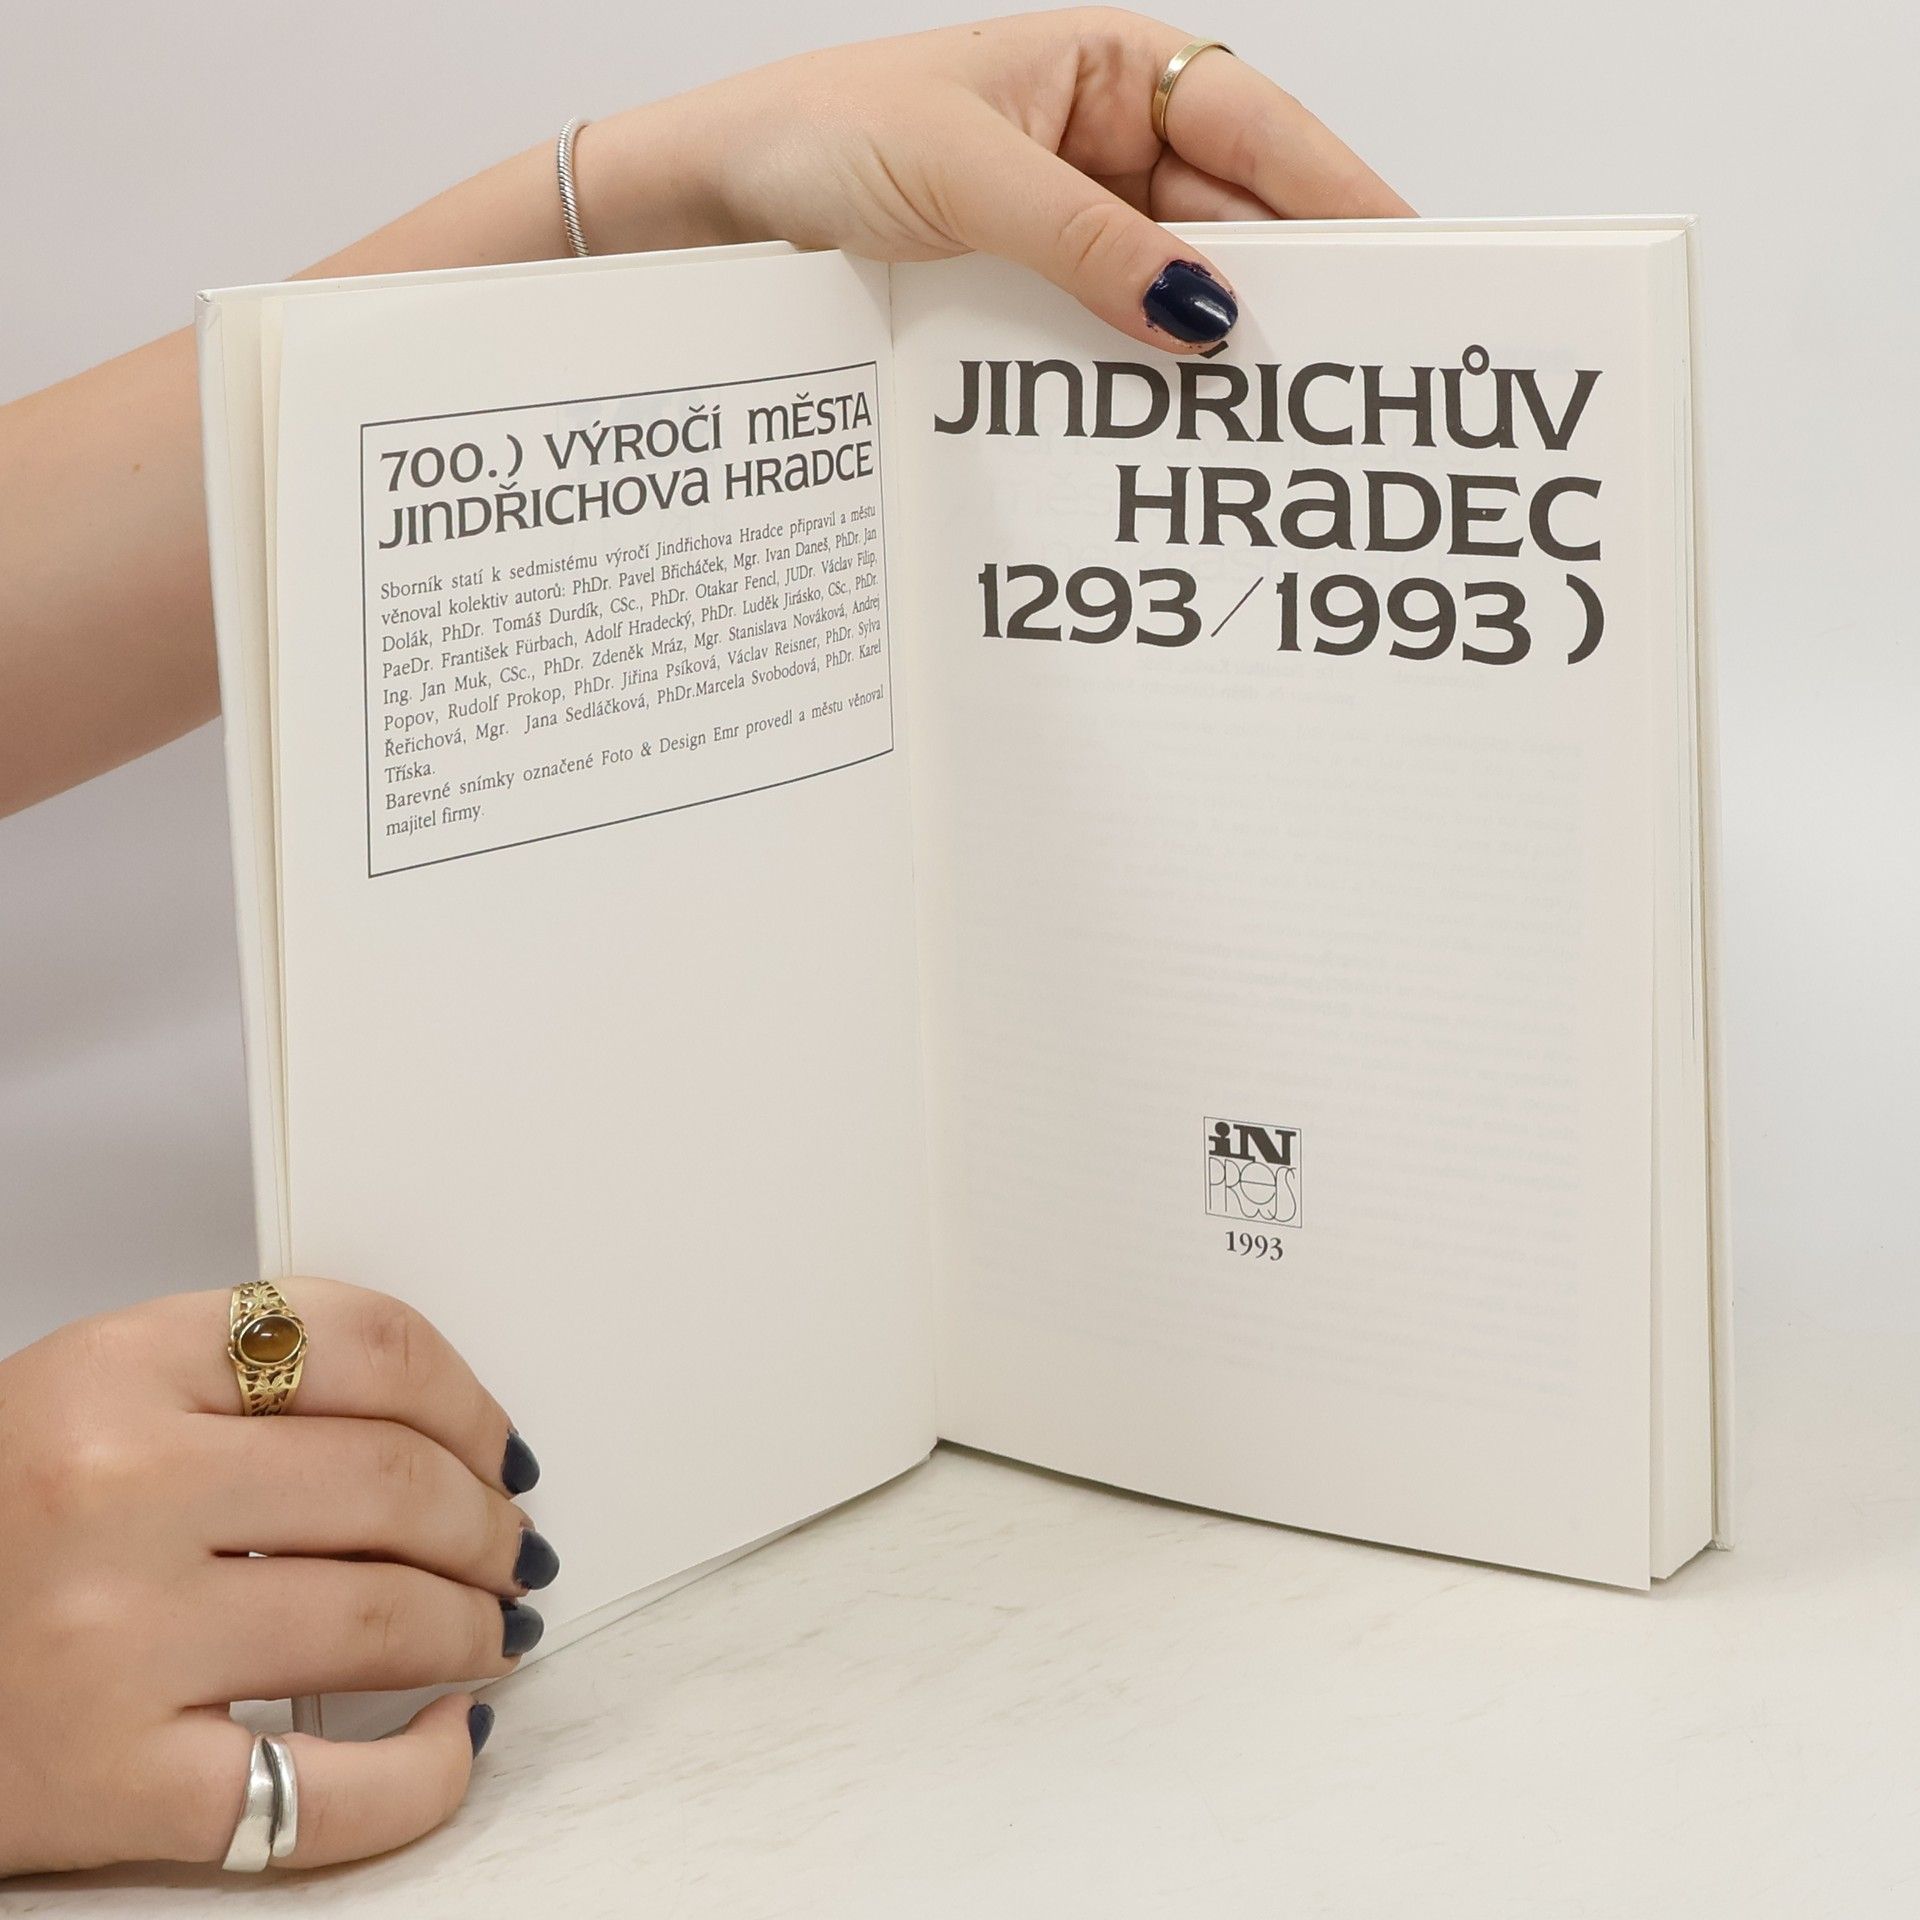 700.) VÝROČÍ MĚSTA
JINDŘICHOVA HRADCE
Sborník statí k sedmistému výročí Jindřichova Hradce připravil a městu
věnoval kolektiv autorů: PhDr. Pavel Břicháček, Mgr. Ivan Daneš, PhDr. Jan
Dolák, PhDr. Tomáš Durdík, CSc., PhDr. Otakar Fencl, JUDr. Václav Filip,
PaeDr. František Fürbach, Adolf Hradecký, PhDr. Luděk Jirásko, CSc., PhDr.
Ing. Jan Muk, CSc., PhDr. Zdeněk Mráz, Mgr. Stanislava Nováková, Andrej
Popov, Rudolf Prokop, PhDr. Jiřina Psíková, Václav Reisner, PhDr. Sylva
Řeřichová, Mgr. Jana Sedláčková, PhDr.Marcela Svobodová, PhDr. Karel
Tříska.
Barevné snímky označené Foto & Design Emr provedl a městu věnoval
majitel firmy.
JINDŘICHŮV
HRADEC
1293/1993)
iN
PRESS
1993